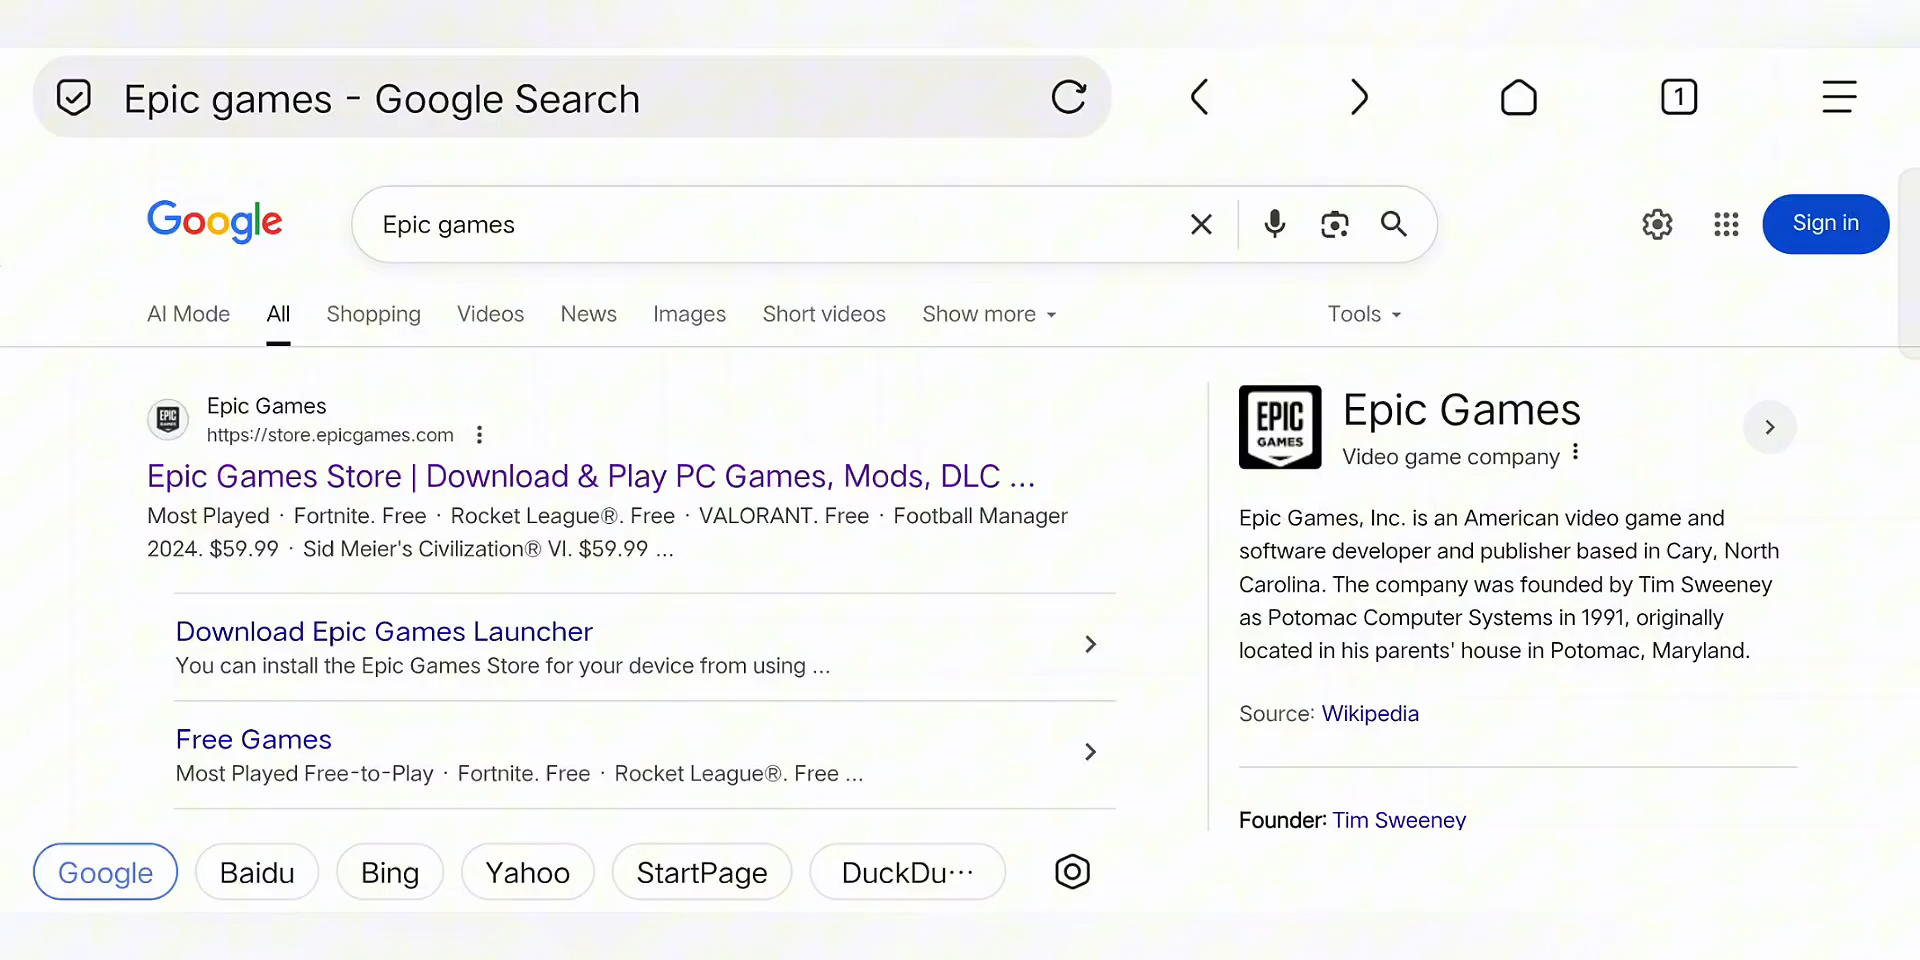 Epic games - Google Search
1
Google
Epic games
Sign in
AI Mode
All
Shopping
Videos
News
Images
Short videos
Show more
Tools
EPIC GAMES
Epic Games
https://store.epicgames.com
Epic Games Store | Download & Play PC Games, Mods, DLC ...
Most Played · Fortnite. Free · Rocket League®. Free · VALORANT. Free · Football Manager
2024. $59.99 · Sid Meier's Civilization® VI. $59.99 ...
Download Epic Games Launcher
You can install the Epic Games Store for your device from using ...
Free Games
Most Played Free-to-Play · Fortnite. Free · Rocket League®. Free ...
EPIC
GAMES
Epic Games
Video game company
Epic Games, Inc. is an American video game and
software developer and publisher based in Cary, North
Carolina. The company was founded by Tim Sweeney
as Potomac Computer Systems in 1991, originally
located in his parents' house in Potomac, Maryland.
Source: Wikipedia
Founder: Tim Sweeney
Google
Baidu
Bing
Yahoo
StartPage
DuckDu···